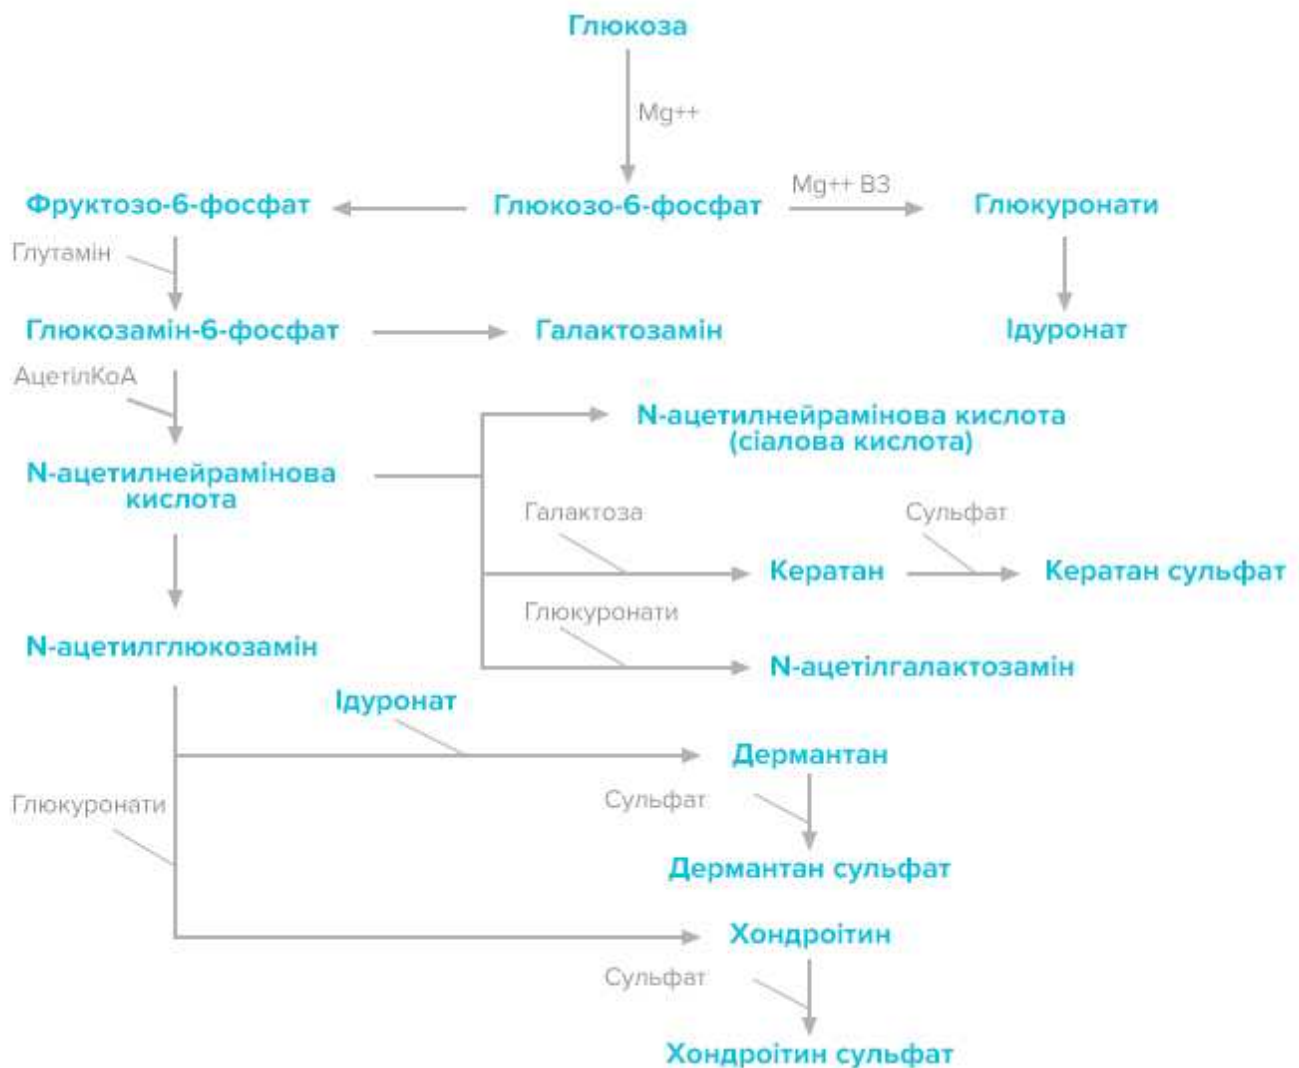 Глюкоза
Mg++
Фруктозо-6-фосфат
Глюкозо-6-фосфат
Mg++ B3
Глюкуронати
Глутамін
Глюкозамін-6-фосфат
Галактозамін
Ідуронат
АцетілКоА
N-ацетилнейрамінова кислота
(сіалова кислота)
N-ацетилнейрамінова
кислота
Галактоза
Сульфат
Кератан
Кератан сульфат
Глюкуронати
N-ацетилглюкозамін
N-ацетілгалактозамін
Ідуронат
Дермантан
Глюкуронати
Сульфат
Дермантан сульфат
Хондроітин
Сульфат
Хондроітин сульфат